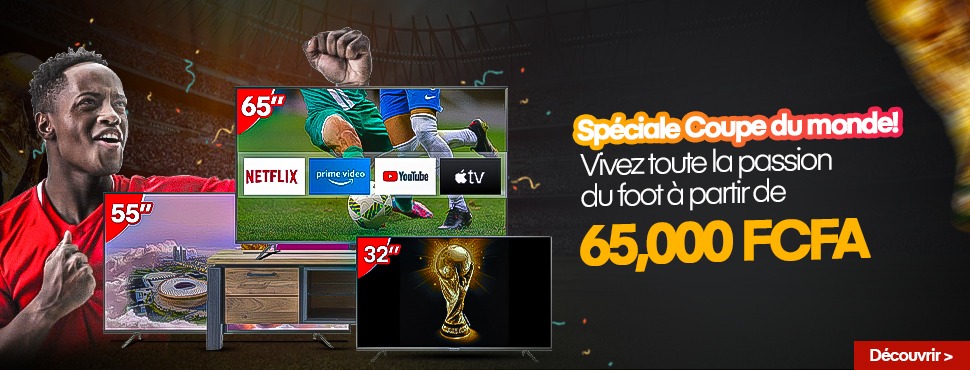 65"
NETFLIX
prime video
YouTube
tv
55"
32"
Spéciale Coupe du monde!
Vivez toute la passion
du foot à partir de
65,000 FCFA
Découvrir >